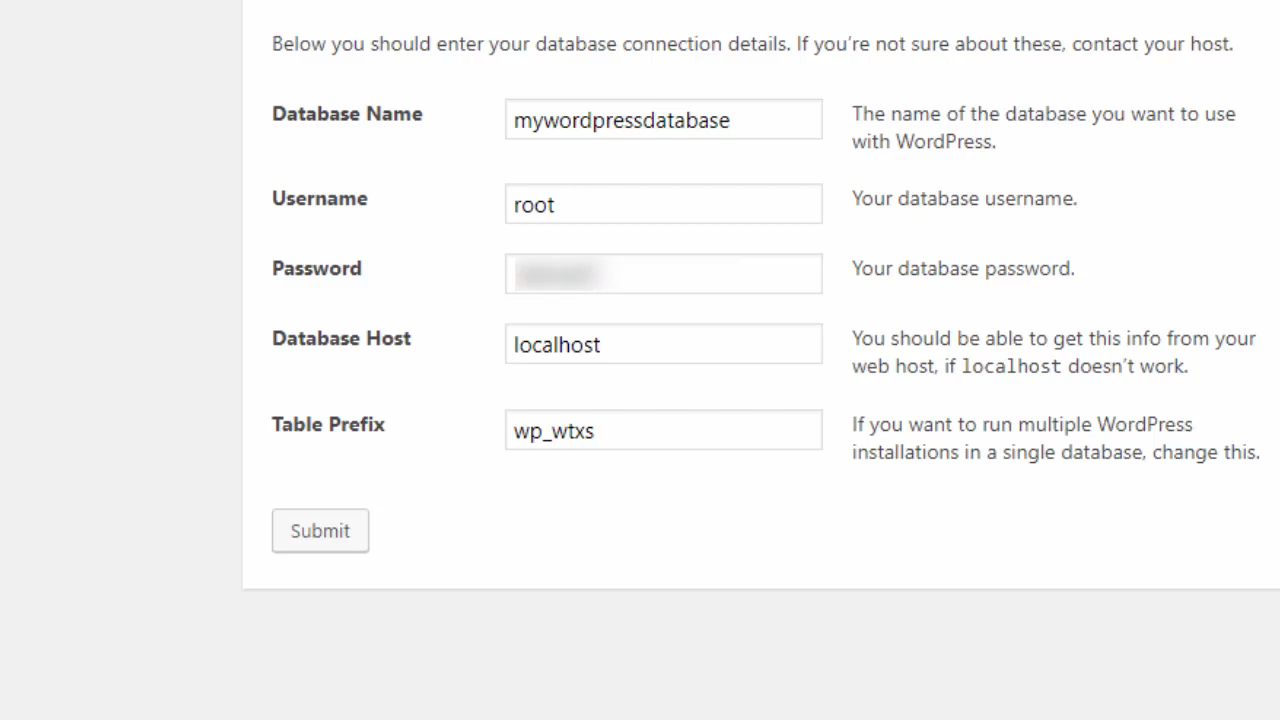 Below you should enter your database connection details. If you’re not sure about these, contact your host.
Database Name
mywordpressdatabase
The name of the database you want to use
with WordPress.
Username
root
Your database username.
Password
Your database password.
Database Host
localhost
You should be able to get this info from your
web host, if localhost doesn’t work.
Table Prefix
wp_wtxs
If you want to run multiple WordPress
installations in a single database, change this.
Submit